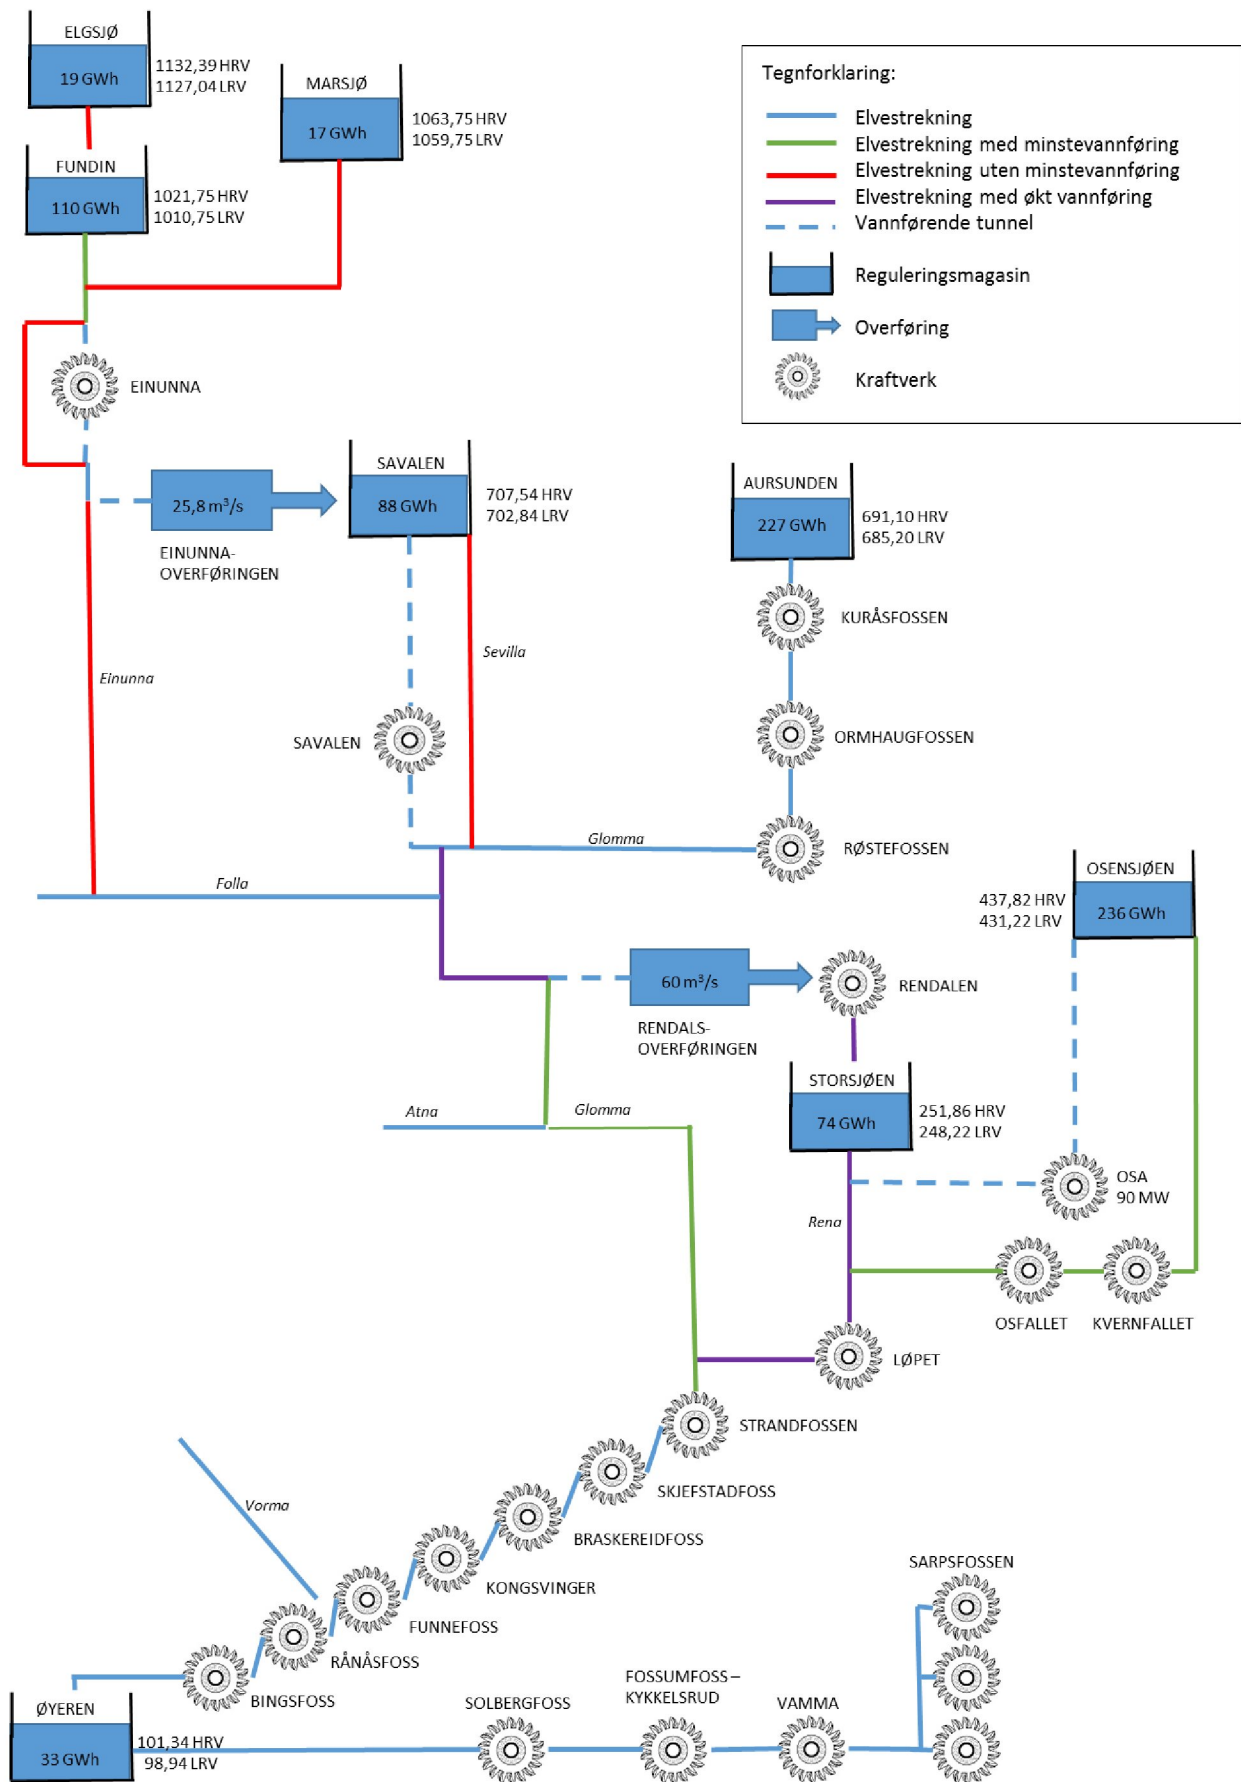 ELGSJØ
19 GWh
1132,39 HRV
1127,04 LRV
MARSJØ
17 GWh
1063,75 HRV
1059,75 LRV
FUNDIN
110 GWh
1021,75 HRV
1010,75 LRV
Tegnforklaring:
Elvestrekning
Elvestrekning med minstevannføring
Elvestrekning uten minstevannføring
Elvestrekning med økt vannføring
Vannførende tunnel
Reguleringsmagasin
Overføring
Kraftverk
EINUNNA
25,8 m³/s
EINUNNA-
OVERFØRINGEN
SAVALEN
88 GWh
707,54 HRV
702,84 LRV
AURSUNDEN
227 GWh
691,10 HRV
685,20 LRV
KURÅSFOSSEN
Einunna
Sevilla
SAVALEN
ORMHAUGFOSSEN
Glomma
RØSTEFOSSEN
Folla
OSENSJØEN
437,82 HRV
431,22 LRV
236 GWh
60 m³/s
RENDALS-
OVERFØRINGEN
RENDALEN
STORSJØEN
74 GWh
251,86 HRV
248,22 LRV
Atna
Glomma
OSA
90 MW
Rena
OSFALLET
KVERNFALLET
LØPET
STRANDFOSSEN
SKJEFSTADFOSS
BRASKEREIDFOSS
KONGSVINGER
FUNNEFOSS
Vorma
RÅNÅSFOSS
BINGSFOSS
SARPSFOSSEN
ØYEREN
33 GWh
101,34 HRV
98,94 LRV
SOLBERGFOSS
FOSSUMFOSS –
KYKKELSRUD
VAMMA